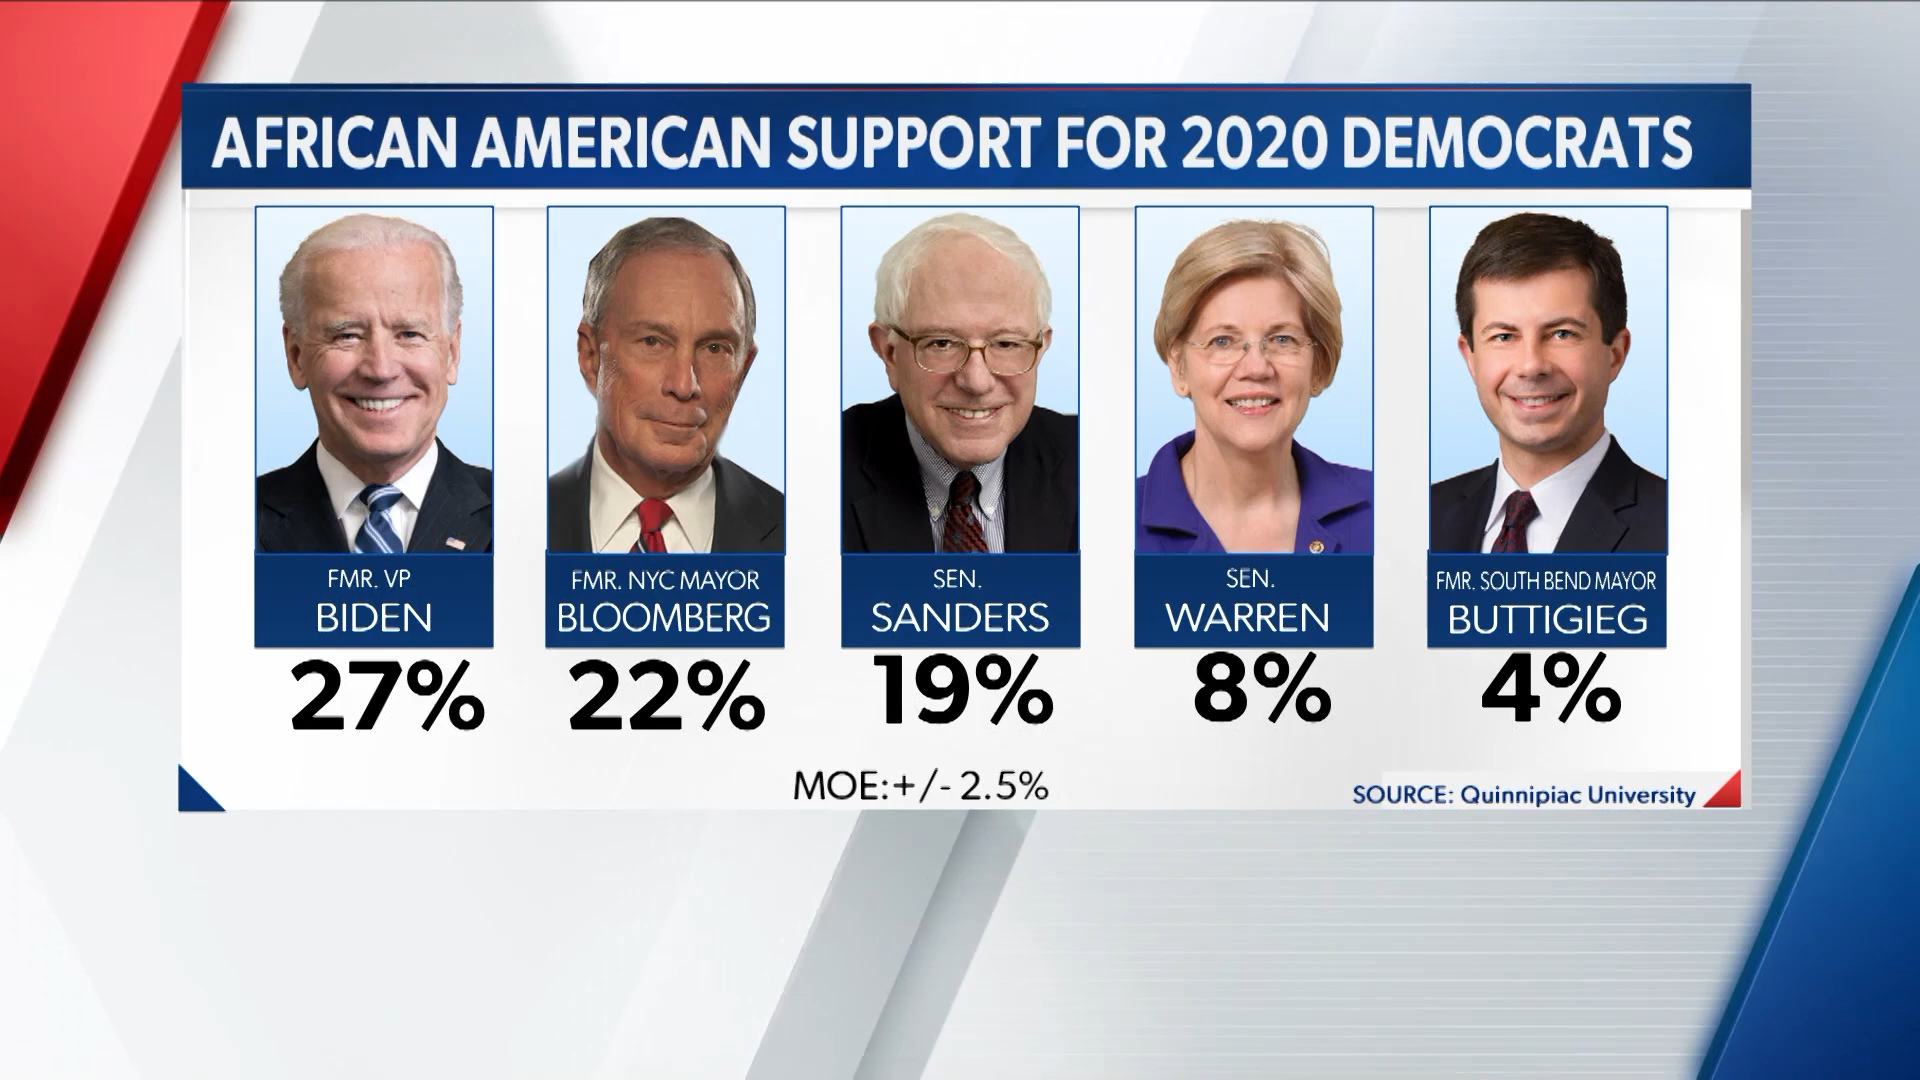 AFRICAN AMERICAN SUPPORT FOR 2020 DEMOCRATS
FMR. VP
BIDEN
27%
FMR. NYC MAYOR
BLOOMBERG
22%
SEN.
SANDERS
19%
SEN.
WARREN
8%
FMR. SOUTH BEND MAYOR
BUTTIGIEG
4%
MOE:+/- 2.5%
SOURCE: Quinnipiac University